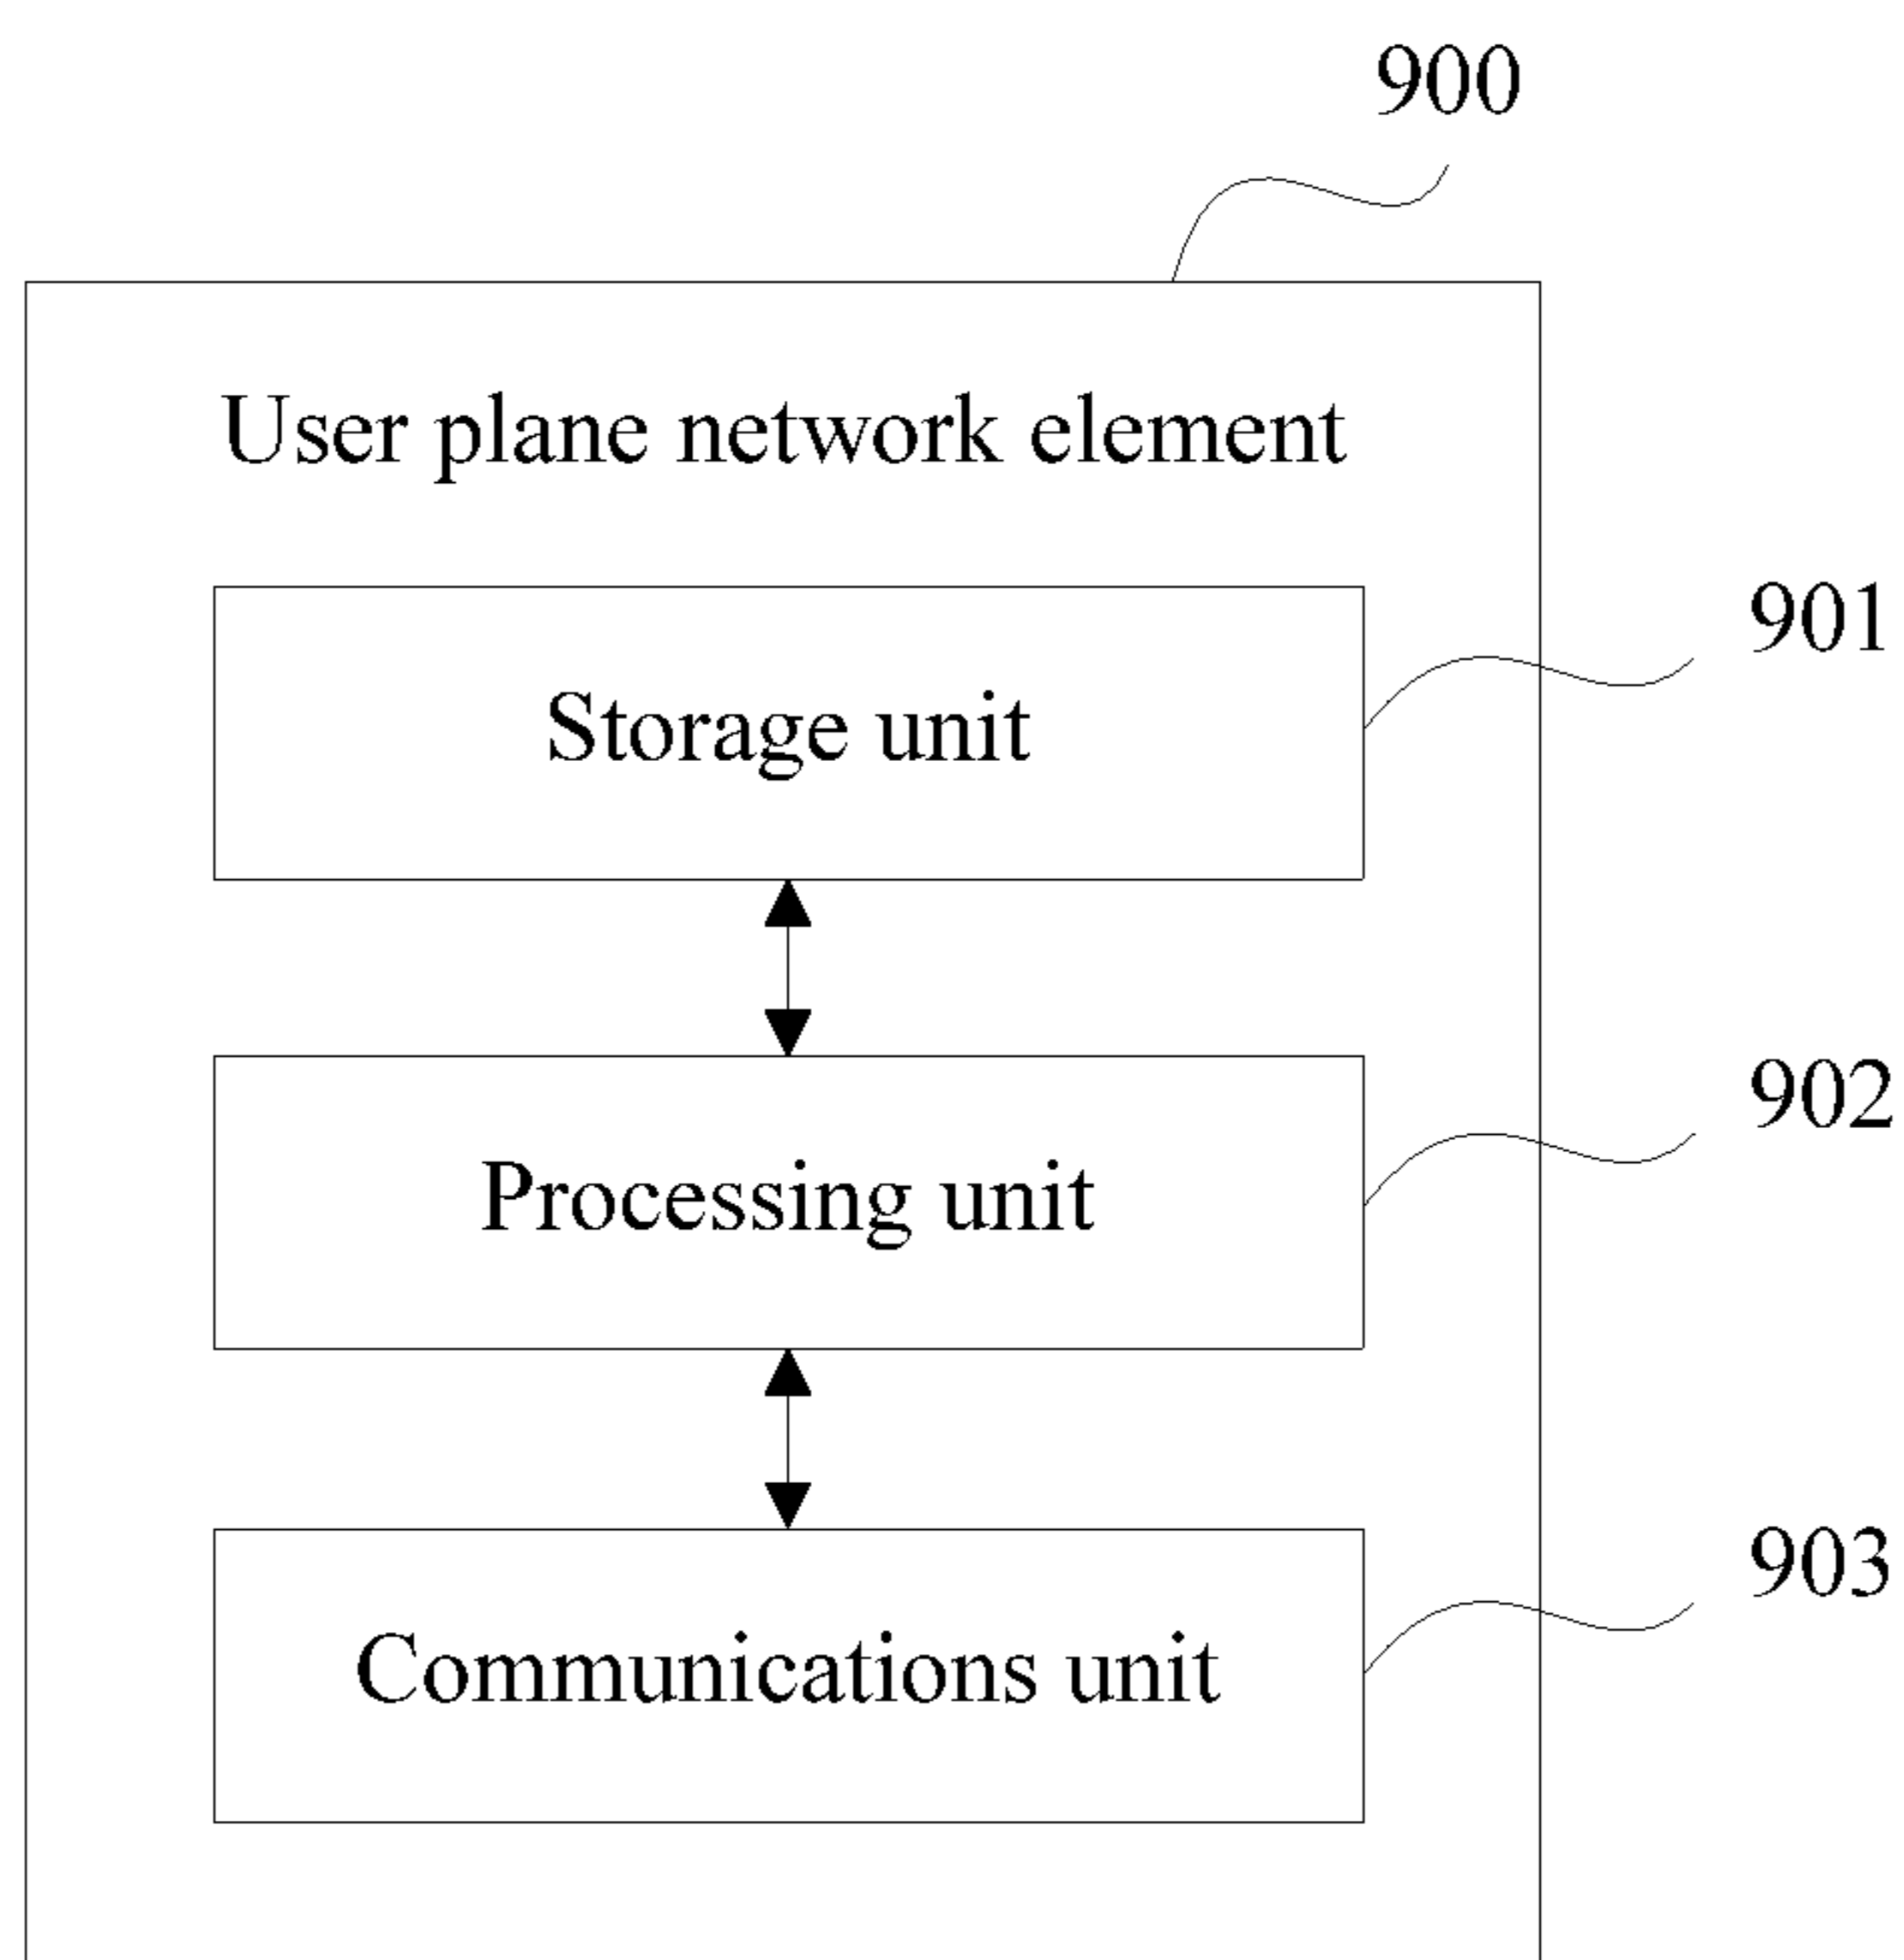 900
User plane network element
901
Storage unit
902
Processing unit
903
Communications unit